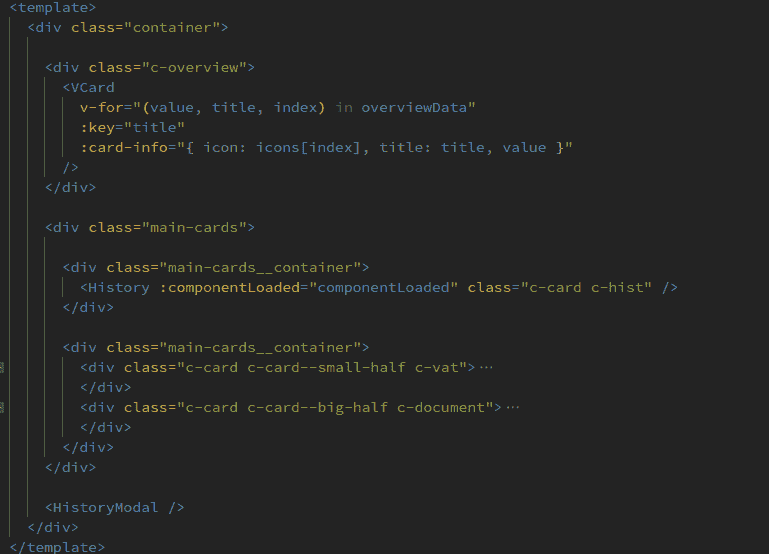 <template>
<div class="container">
<div class="c-overview">
<VCard
v-for="(value, title, index) in overviewData"
:key="title"
:card-info="{ icon: icons[index], title: title, value }"
/>
</div>
<div class="main-cards">
<div class="main-cards__container">
<History :componentLoaded="componentLoaded" class="c-card c-hist" />
</div>
<div class="main-cards__container">
<div class="c-card c-card--small-half c-vat">···
</div>
<div class="c-card c-card--big-half c-document">···
</div>
</div>
</div>
<HistoryModal />
</div>
</template>